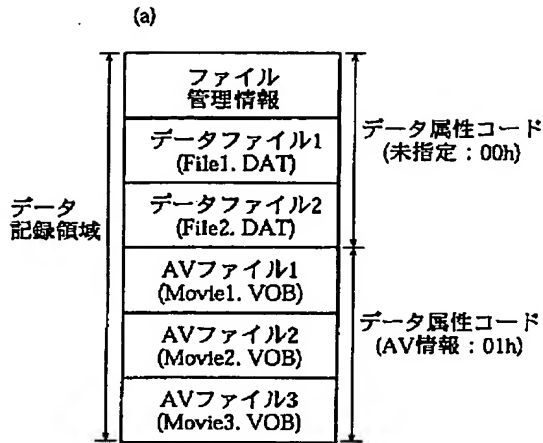 (a)
ファイル
管理情報
データファイル1
(File1. DAT)
データファイル2
(File2. DAT)
AVファイル1
(Movie1. VOB)
AVファイル2
(Movie2. VOB)
AVファイル3
(Movie3. VOB)
データ
記録領域
データ属性コード
(未指定：00h)
データ属性コード
(AV情報：01h)